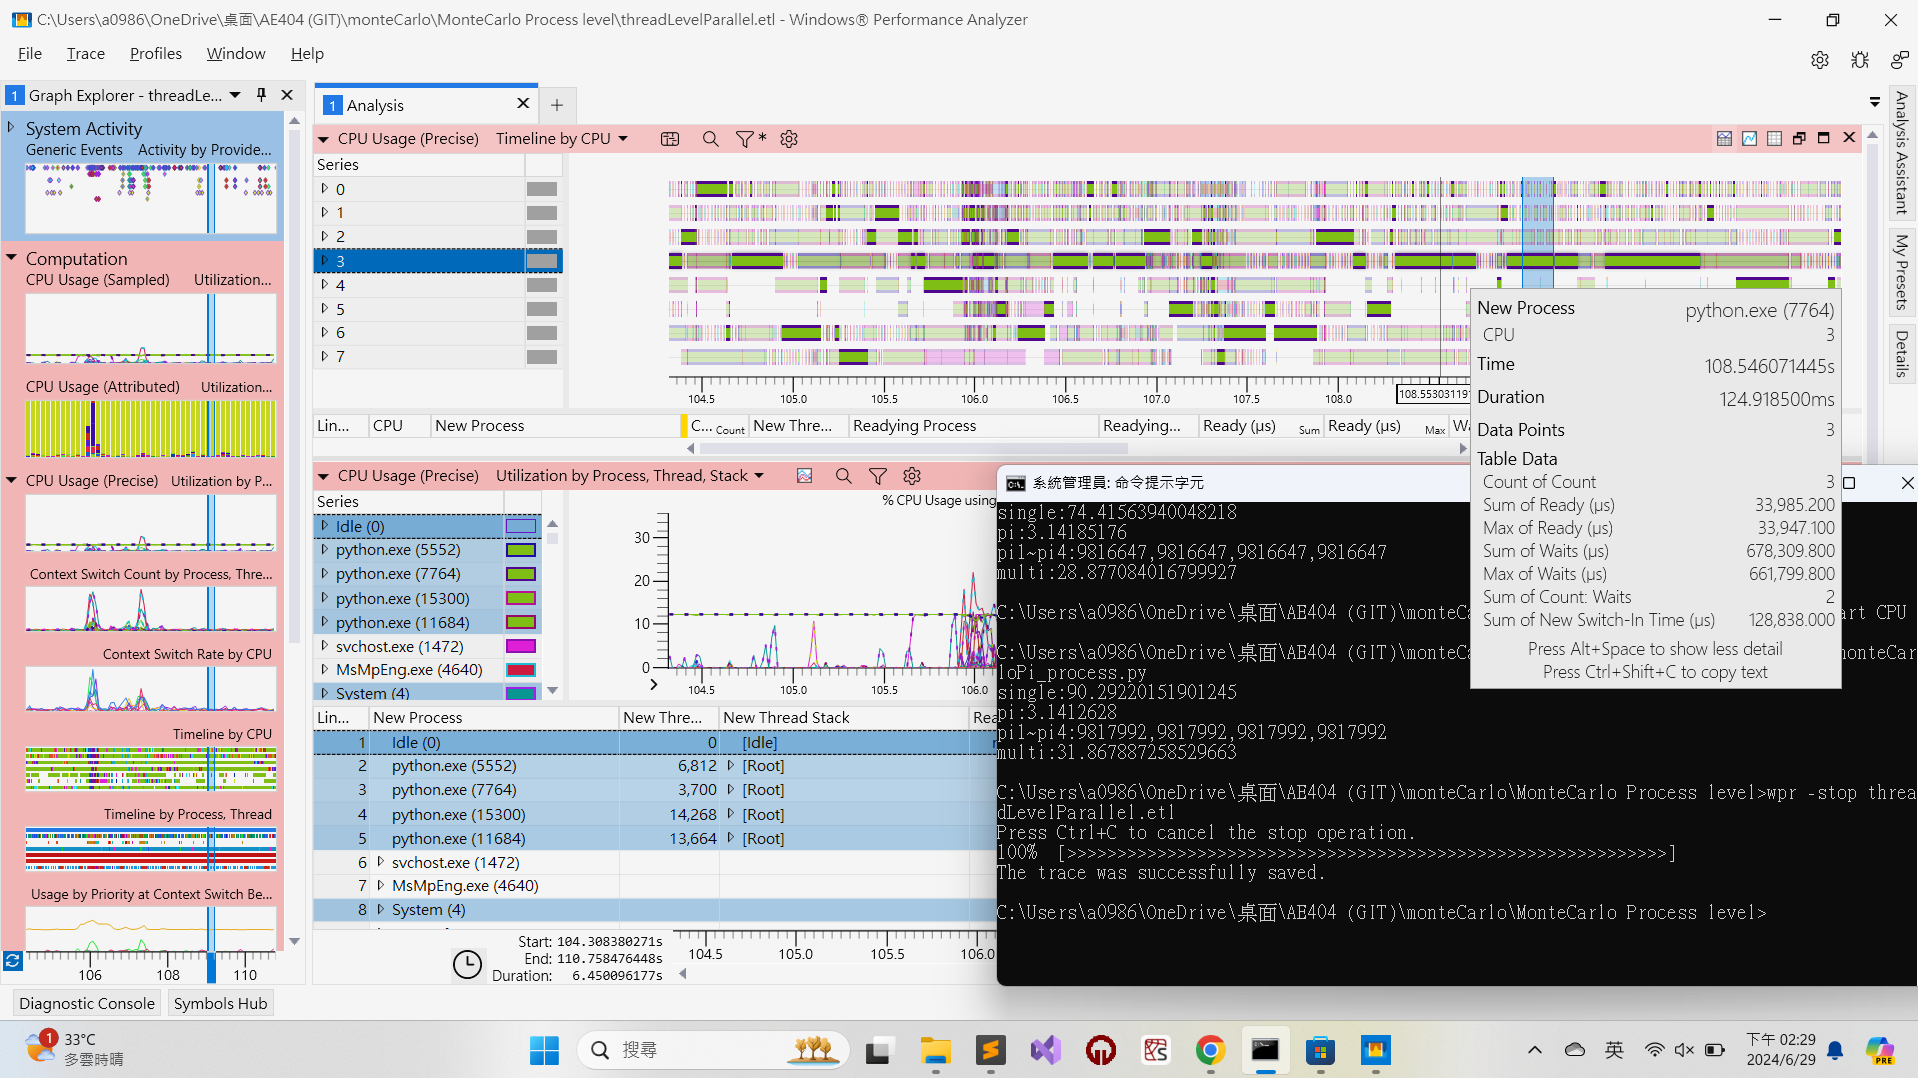 C:\Users\a0986\OneDrive\桌面\AE404 (GIT)\monteCarlo\MonteCarlo Process level\threadLevelParallel.etl - Windows® Performance Analyzer
File Trace Profiles Window Help
1 Graph Explorer - threadLe...
System Activity
Generic Events Activity by Provide...
Computation
CPU Usage (Sampled) Utilization...
CPU Usage (Attributed) Utilization...
CPU Usage (Precise) Utilization by P...
Context Switch Count by Process, Thre...
Context Switch Rate by CPU
Timeline by CPU
Timeline by Process, Thread
Usage by Priority at Context Switch Be...
106 108 110
Diagnostic Console Symbols Hub
1 Analysis
CPU Usage (Precise) Timeline by CPU
*
Series
0
1
2
3
4
5
6
7
104.5 105.0 105.5 106.0 106.5 107.0 107.5 108.0 108.55303119
Lin... CPU New Process C... Count New Thre... Readying Process Readying... Ready (µs) Sum Ready (µs) Max
CPU Usage (Precise) Utilization by Process, Thread, Stack
Series
% CPU Usage using
Idle (0)
python.exe (5552)
python.exe (7764)
python.exe (15300)
python.exe (11684)
svchost.exe (1472)
MsMpEng.exe (4640)
System (4)
30
20
10
0
104.5 105.0 105.5 106.0
Lin... New Process New Thre... New Thread Stack Rea
1 Idle (0) 0 [Idle]
2 python.exe (5552) 6,812 [Root]
3 python.exe (7764) 3,700 [Root]
4 python.exe (15300) 14,268 [Root]
5 python.exe (11684) 13,664 [Root]
6 svchost.exe (1472)
7 MsMpEng.exe (4640)
8 System (4)
Start: 104.308380271s
End: 110.758476448s
Duration: 6.450096177s
104.5 105.0 105.5 106.0
Analysis Assistant
My Presets
Details
New Process python.exe (7764)
CPU 3
Time 108.546071445s
Duration 124.918500ms
Data Points 3
Table Data
Count of Count 3
Sum of Ready (µs) 33,985.200
Max of Ready (µs) 33,947.100
Sum of Waits (µs) 678,309.800
Max of Waits (µs) 661,799.800
Sum of Count: Waits 2
Sum of New Switch-In Time (µs) 128,838.000
Press Alt+Space to show less detail
Press Ctrl+Shift+C to copy text
系統管理員: 命令提示字元
single:74.41563940048218
pi:3.14185176
pi1~pi4:9816647,9816647,9816647,9816647
multi:28.877084016799927
C:\Users\a0986\OneDrive\桌面\AE404 (GIT)\monteCa art CPU
C:\Users\a0986\OneDrive\桌面\AE404 (GIT)\monteCa onteCar
loPi_process.py
single:90.29220151901245
pi:3.1412628
pi1~pi4:9817992,9817992,9817992,9817992
multi:31.867887258529663
C:\Users\a0986\OneDrive\桌面\AE404 (GIT)\monteCarlo\MonteCarlo Process level>wpr -stop threa
dLevelParallel.etl
Press Ctrl+C to cancel the stop operation.
100% [>>>>>>>>>>>>>>>>>>>>>>>>>>>>>>>>>>>>>>>>>>>>>>>>>>>>>>>>>>>>]
The trace was successfully saved.
C:\Users\a0986\OneDrive\桌面\AE404 (GIT)\monteCarlo\MonteCarlo Process level>
1
33°C
多雲時晴
搜尋
英
下午 02:29
2024/6/29
PRE